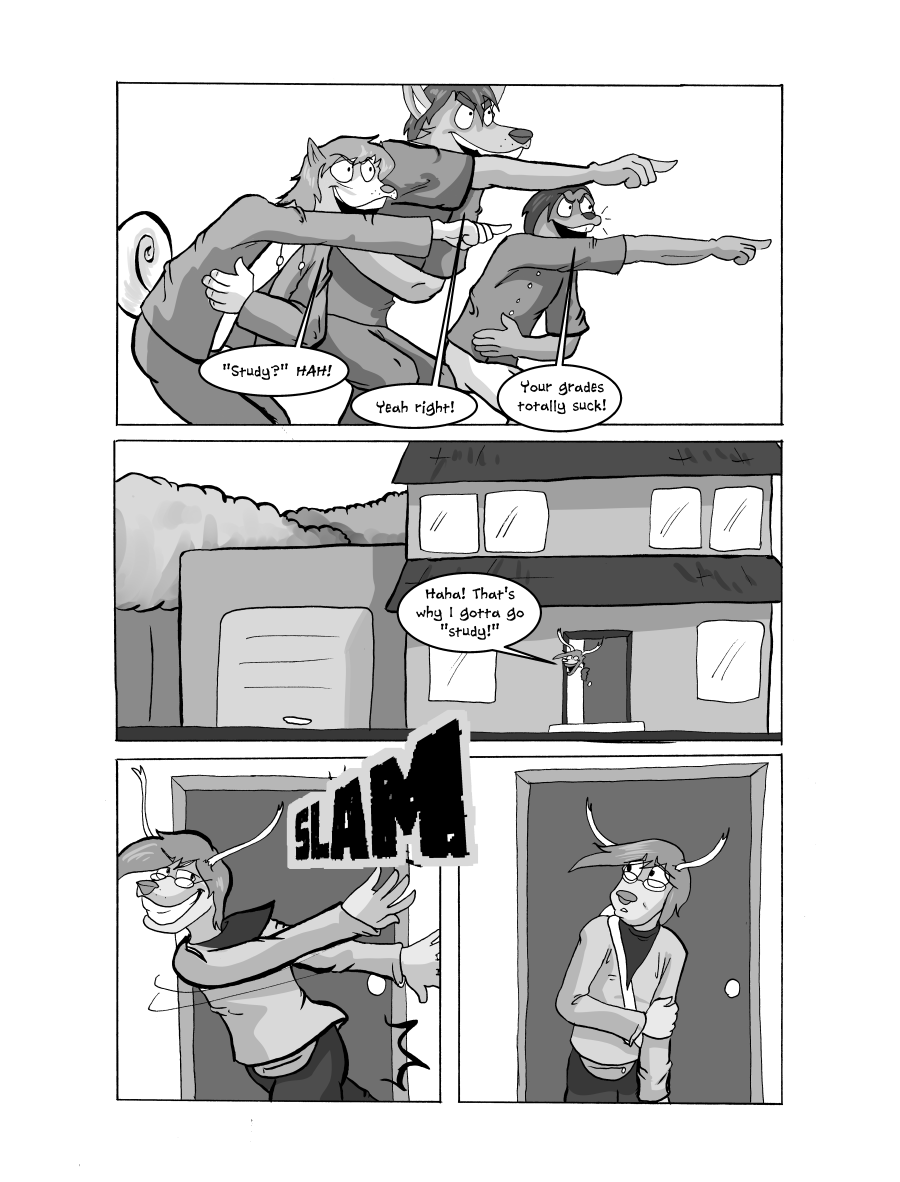 "Study?" HAH!
Yeah right!
Your grades
totally suck!
Haha! That's
why I gotta go
"study!"
SLAM